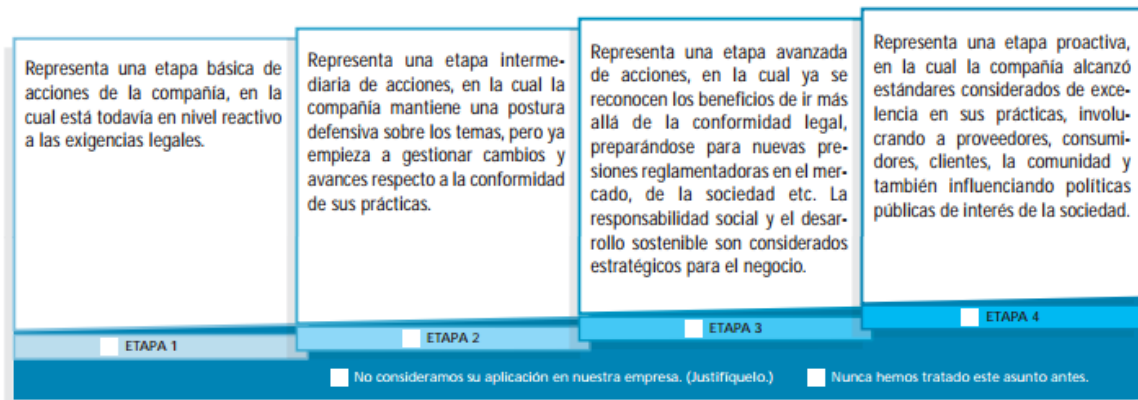 Representa una etapa básica de
acciones de la compañía, en la
cual está todavía en nivel reactivo
a las exigencias legales.
ETAPA 1
Representa una etapa interme-
diaria de acciones, en la cual la
compañía mantiene una postura
defensiva sobre los temas, pero ya
empieza a gestionar cambios y
avances respecto a la conformidad
de sus prácticas.
ETAPA 2
Representa una etapa avanzada
de acciones, en la cual ya se
reconocen los beneficios de ir más
allá de la conformidad legal,
preparándose para nuevas pre-
siones reglamentadoras en el mer-
cado, de la sociedad etc. La
responsabilidad social y el desar-
rollo sostenible son considerados
estratégicos para el negocio.
ETAPA 3
Representa una etapa proactiva,
en la cual la compañía alcanzó
estándares considerados de exce-
lencia en sus prácticas, involu-
crando a proveedores, consumi-
dores, clientes, la comunidad y
también influenciando políticas
públicas de interés de la sociedad.
ETAPA 4
No consideramos su aplicación en nuestra empresa. (Justifíquelo.)
Nunca hemos tratado este asunto antes.